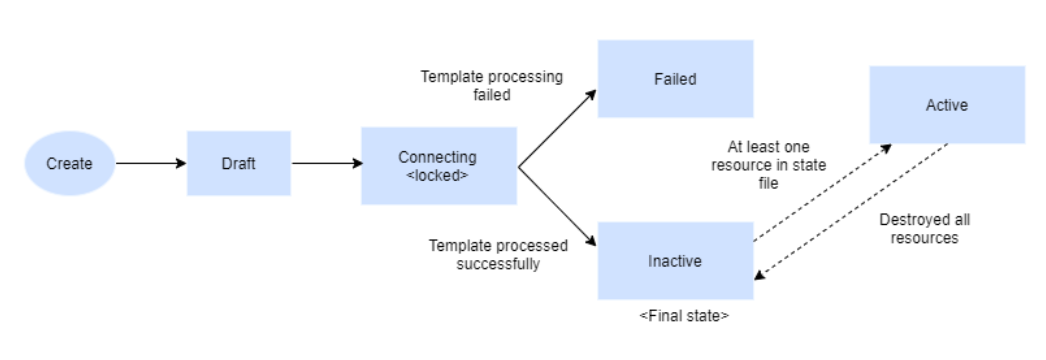 Create
Draft
Connecting
<locked>
Template processing
failed
Failed
Template processed
successfully
Inactive
<Final state>
At least one
resource in state
file
Active
Destroyed all
resources